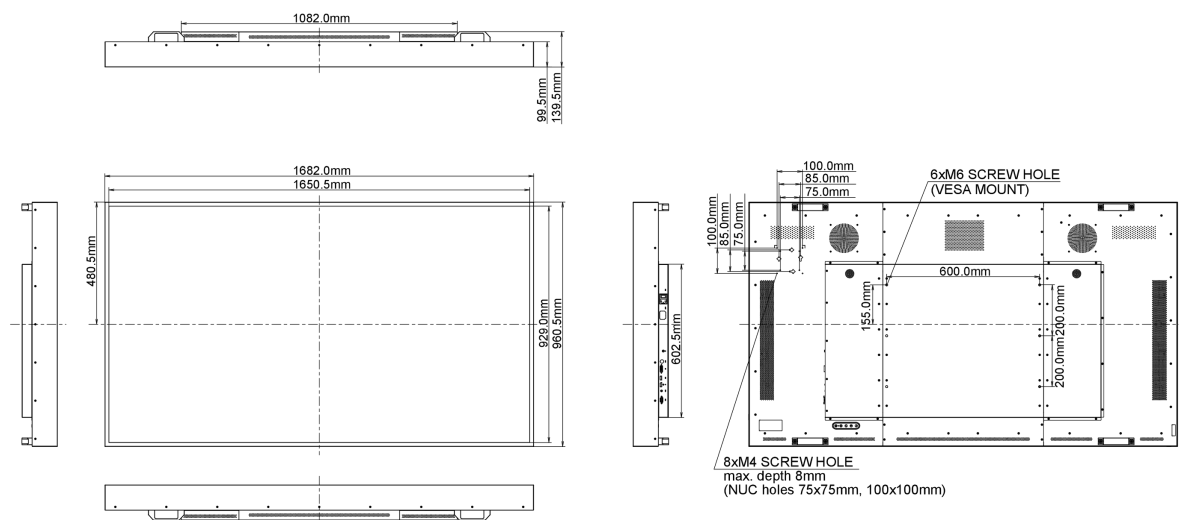 1082.0mm
99.5mm
139.5mm
1682.0mm
1650.5mm
480.5mm
929.0mm
960.5mm
602.5mm
100.0mm
85.0mm
75.0mm
100.0mm
85.0mm
75.0mm
6xM6 SCREW HOLE
(VESA MOUNT)
600.0mm
155.0mm
200.0mm
200.0mm
8xM4 SCREW HOLE
max. depth 8mm
(NUC holes 75x75mm, 100x100mm)